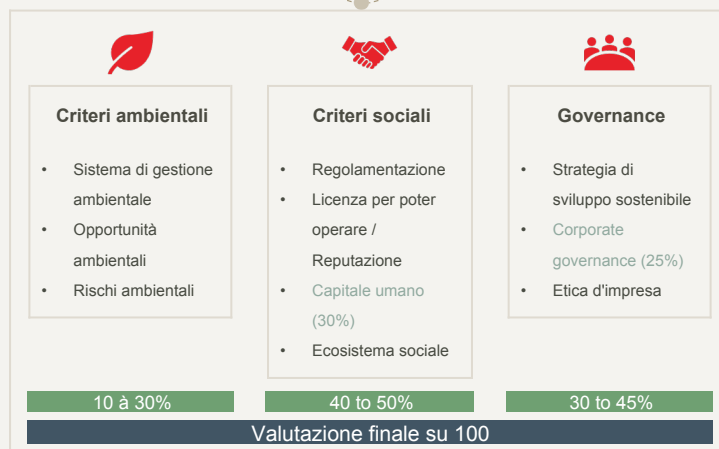 Criteri ambientali
• Sistema di gestione
ambientale
• Opportunità
ambientali
• Rischi ambientali
10 à 30%
Criteri sociali
• Regolamentazione
• Licenza per poter
operare /
Reputazione
• Capitale umano
(30%)
• Ecosistema sociale
40 to 50%
Governance
• Strategia di
sviluppo sostenibile
• Corporate
governance (25%)
• Etica d'impresa
30 to 45%
Valutazione finale su 100